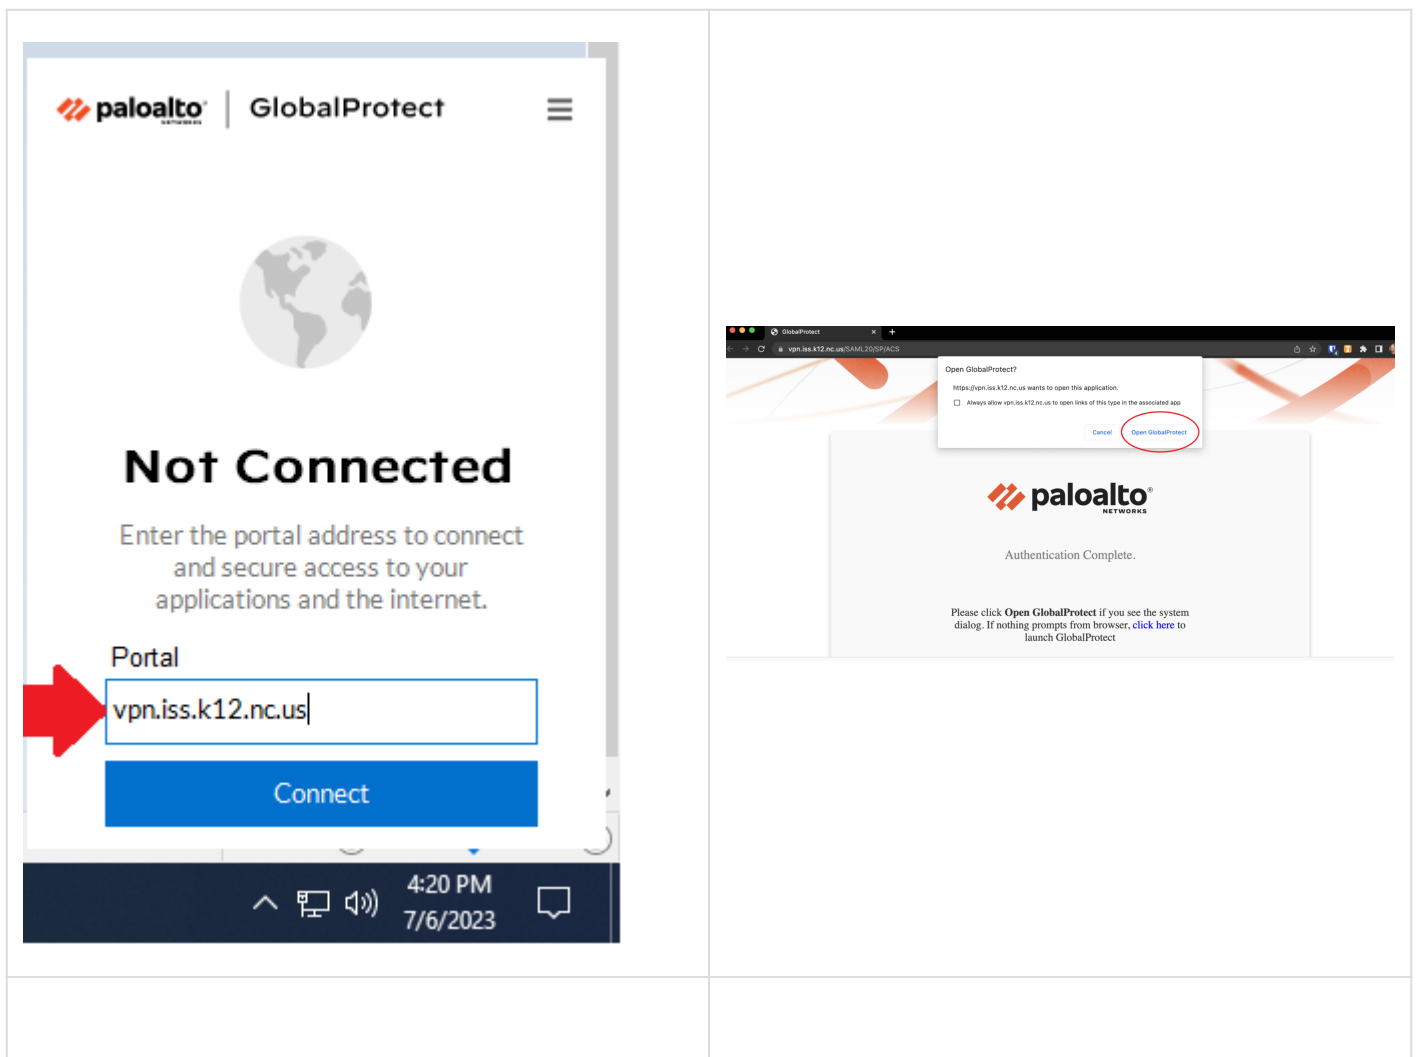 paloalto
NETWORKS
GlobalProtect
Not Connected
Enter the portal address to connect
and secure access to your
applications and the internet.
Portal
vpn.iss.k12.nc.us
Connect
4:20 PM
7/6/2023
GlobalProtect
vpn.iss.k12.nc.us/SAML20/SP/ACS
Open GlobalProtect?
https://vpn.iss.k12.nc.us wants to open this application.
Always allow vpn.iss.k12.nc.us to open links of this type in the associated app
Cancel Open GlobalProtect
paloalto®
NETWORKS
Authentication Complete.
Please click Open GlobalProtect if you see the system
dialog. If nothing prompts from browser, click here to
launch GlobalProtect